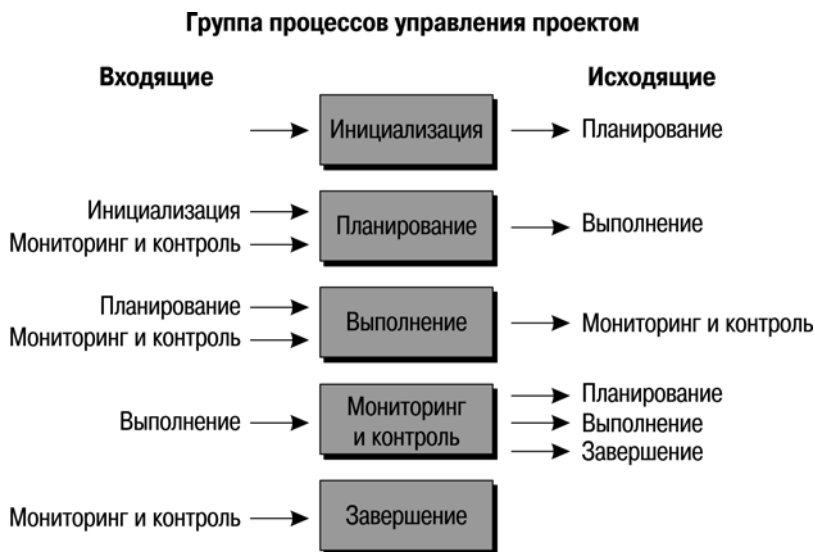 Группа процессов управления проектом
Входящие
Исходящие
Инициализация
Планирование
Инициализация
Мониторинг и контроль
Планирование
Выполнение
Планирование
Мониторинг и контроль
Выполнение
Мониторинг и контроль
Выполнение
Мониторинг
и контроль
Планирование
Выполнение
Завершение
Мониторинг и контроль
Завершение